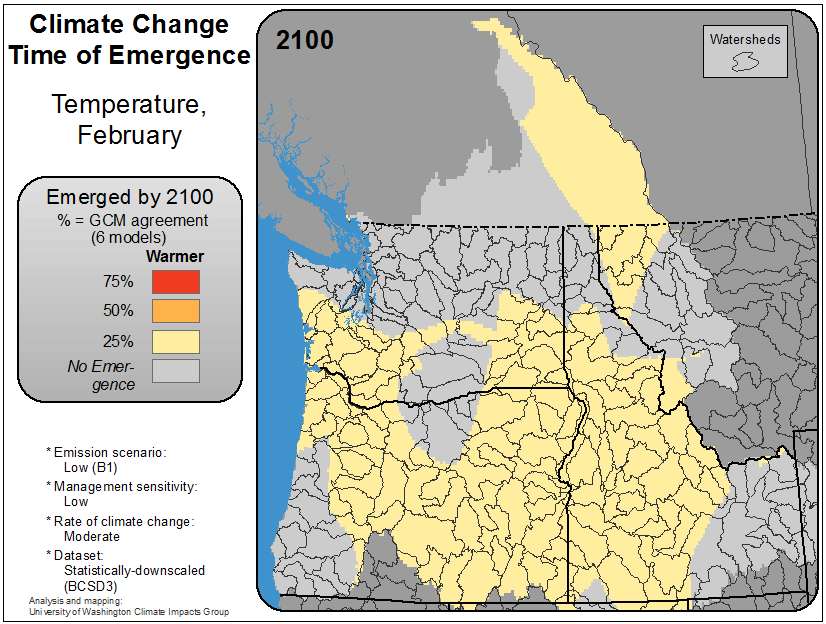 Climate Change
Time of Emergence
Temperature,
February
Emerged by 2100
% = GCM agreement
(6 models)
Warmer
75%
50%
25%
No Emer-
gence
* Emission scenario:
Low (B1)
* Management sensitivity:
Low
* Rate of climate change:
Moderate
* Dataset:
Statistically-downscaled
(BCSD3)
Analysis and mapping:
University of Washington Climate Impacts Group
2100
Watersheds